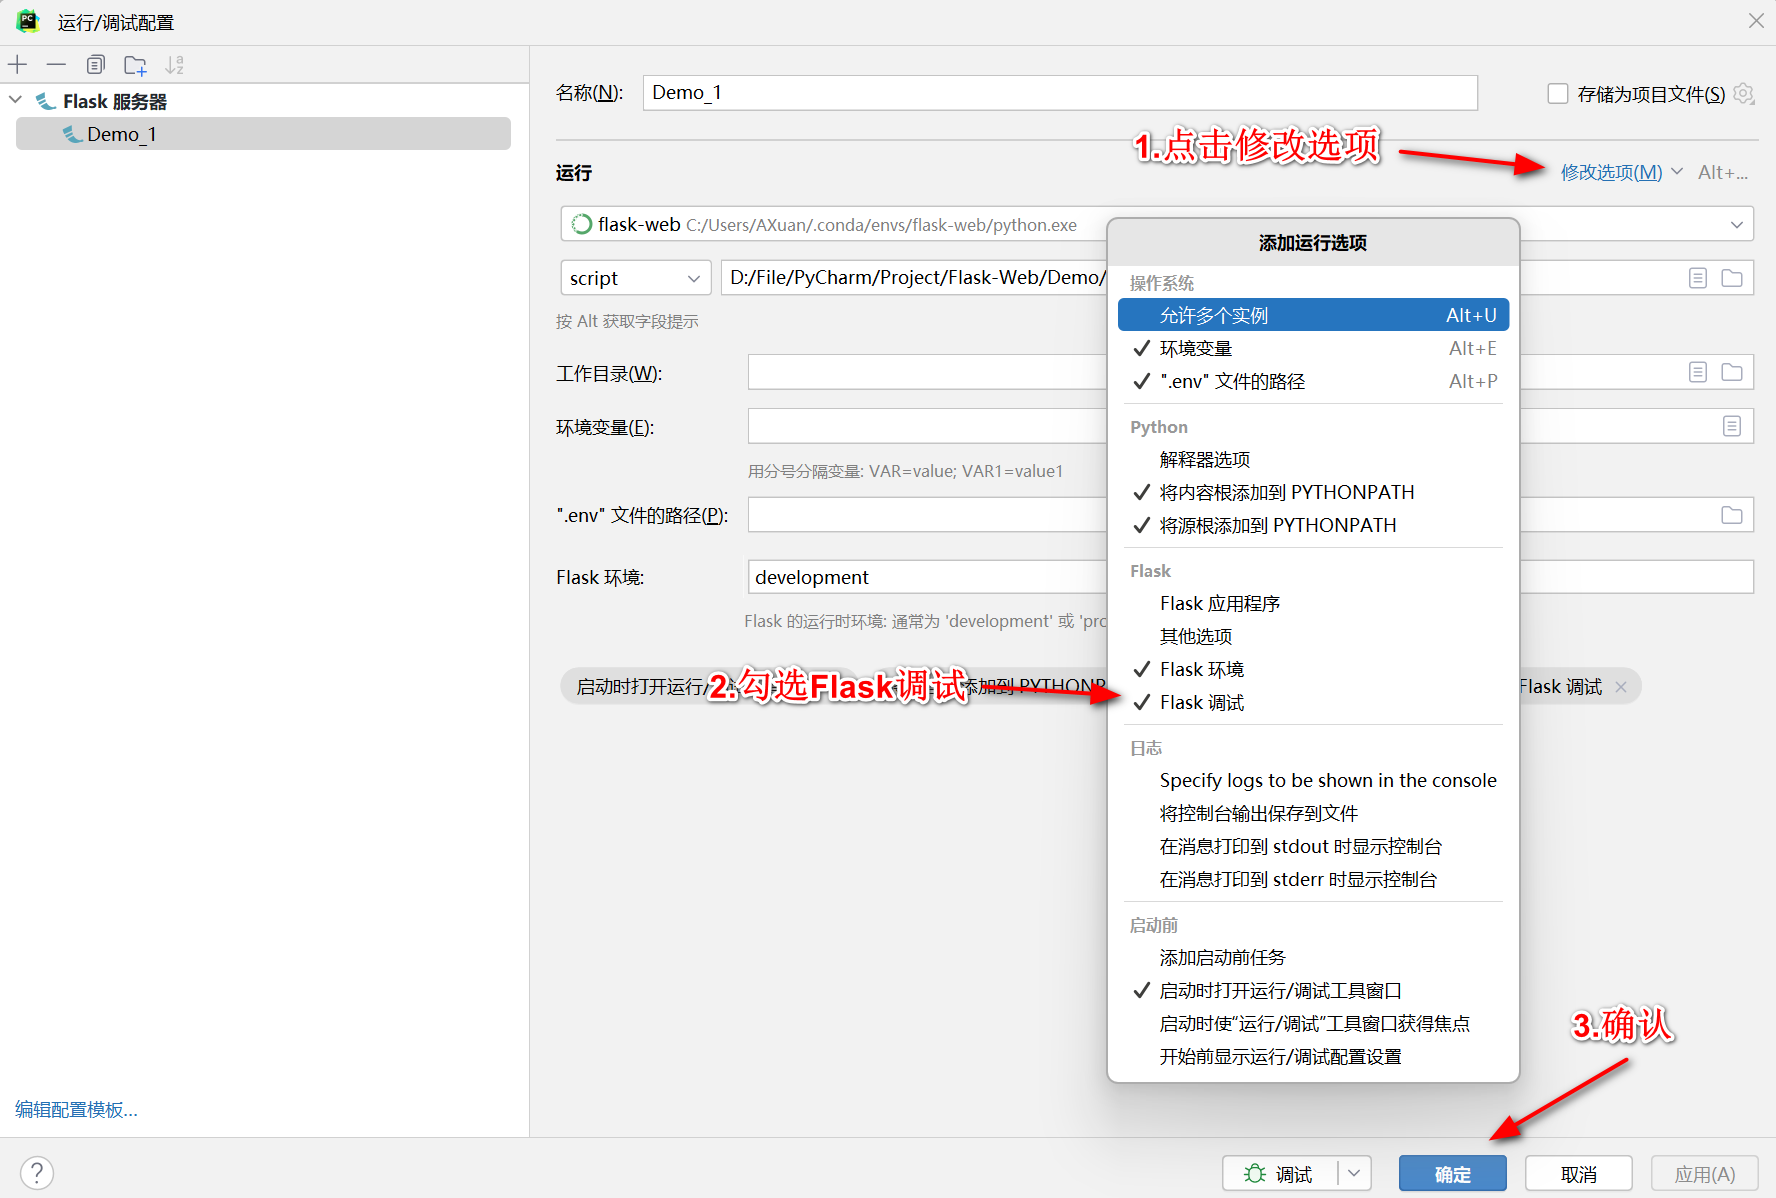 运行/调试配置
Flask 服务器
Demo_1
编辑配置模板...
名称(N):
Demo_1
存储为项目文件(S)
1.点击修改选项
运行
修改选项(M)
Alt+...
flask-web C:/Users/AXuan/.conda/envs/flask-web/python.exe
script
D:/File/PyCharm/Project/Flask-Web/Demo/
按 Alt 获取字段提示
工作目录(W):
环境变量(E):
用分号分隔变量: VAR=value; VAR1=value1
".env" 文件的路径(P):
Flask 环境:
development
Flask 的运行时环境: 通常为 'development' 或 'prc
启动时打开运行/
2.勾选Flask调试
添加到 PYTHONP
Flask 调试
添加运行选项
操作系统
允许多个实例 Alt+U
环境变量 Alt+E
".env" 文件的路径 Alt+P
Python
解释器选项
将内容根添加到 PYTHONPATH
将源根添加到 PYTHONPATH
Flask
Flask 应用程序
其他选项
Flask 环境
Flask 调试
日志
Specify logs to be shown in the console
将控制台输出保存到文件
在消息打印到 stdout 时显示控制台
在消息打印到 stderr 时显示控制台
启动前
添加启动前任务
启动时打开运行/调试工具窗口
启动时使“运行/调试”工具窗口获得焦点
开始前显示运行/调试配置设置
3.确认
?
调试
确定
取消
应用(A)